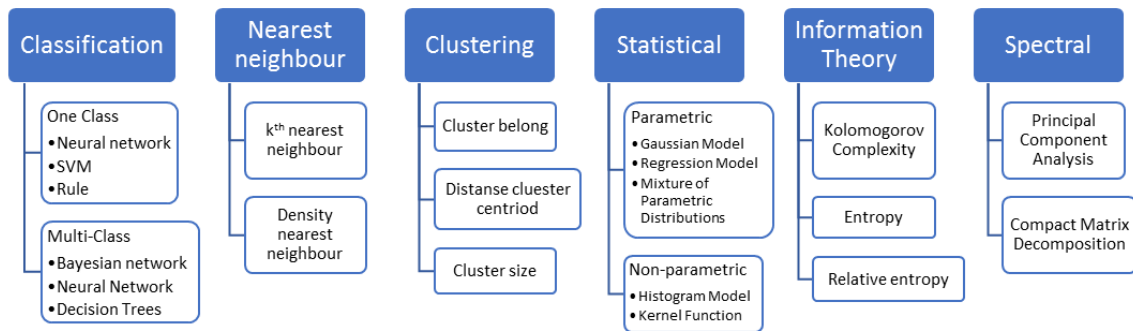 Classification
One Class
•Neural network
•SVM
•Rule
Multi-Class
•Bayesian network
•Neural Network
•Decision Trees
Nearest
neighbour
kth nearest
neighbour
Density
nearest
neighbour
Clustering
Cluster belong
Distanse cluester
centriod
Cluster size
Statistical
Parametric
•Gaussian Model
•Regression Model
•Mixture of
Parametric
Distributions
Non-parametric
•Histogram Model
•Kernel Function
Information
Theory
Kolomogorov
Complexity
Entropy
Relative entropy
Spectral
Principal
Component
Analysis
Compact Matrix
Decomposition